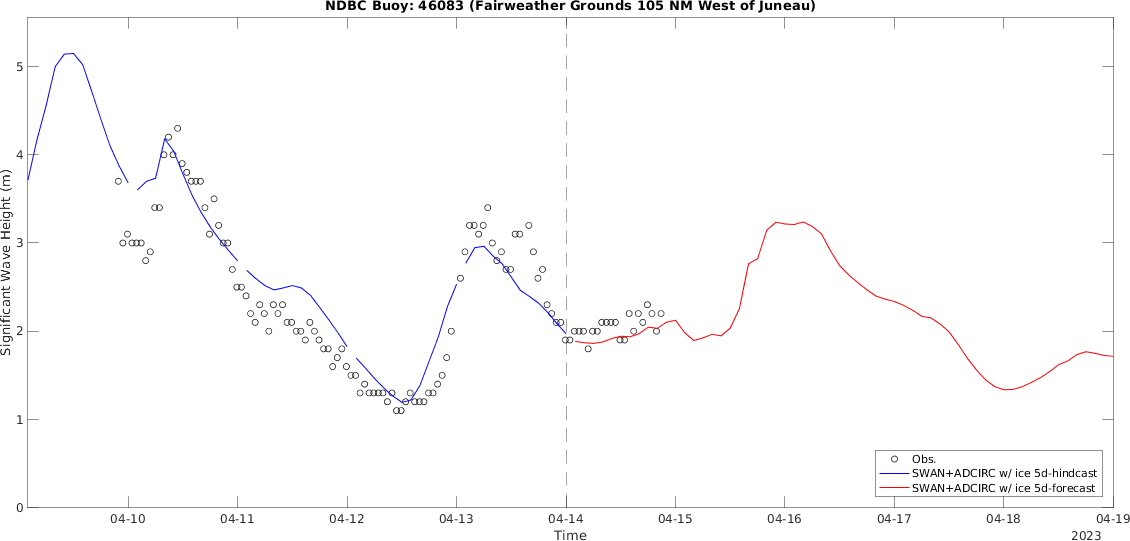 NDBC Buoy: 46083 (Fairweather Grounds 105 NM West of Juneau)
Significant Wave Height (m)
5
4
3
2
1
0
Obs.
SWAN+ADCIRC w/ ice 5d-hindcast
SWAN+ADCIRC w/ ice 5d-forecast
04-10 04-11 04-12 04-13 04-14 04-15 04-16 04-17 04-18 04-19
Time
2023